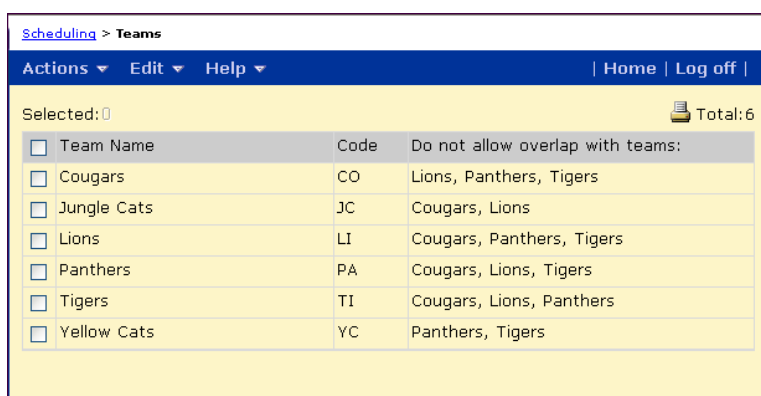 Scheduling > Teams
Actions Edit Help | Home | Log off |
Selected:0 Total:6
Team Name Code Do not allow overlap with teams:
Cougars CO Lions, Panthers, Tigers
Jungle Cats JC Cougars, Lions
Lions LI Cougars, Panthers, Tigers
Panthers PA Cougars, Lions, Tigers
Tigers TI Cougars, Lions, Panthers
Yellow Cats YC Panthers, Tigers